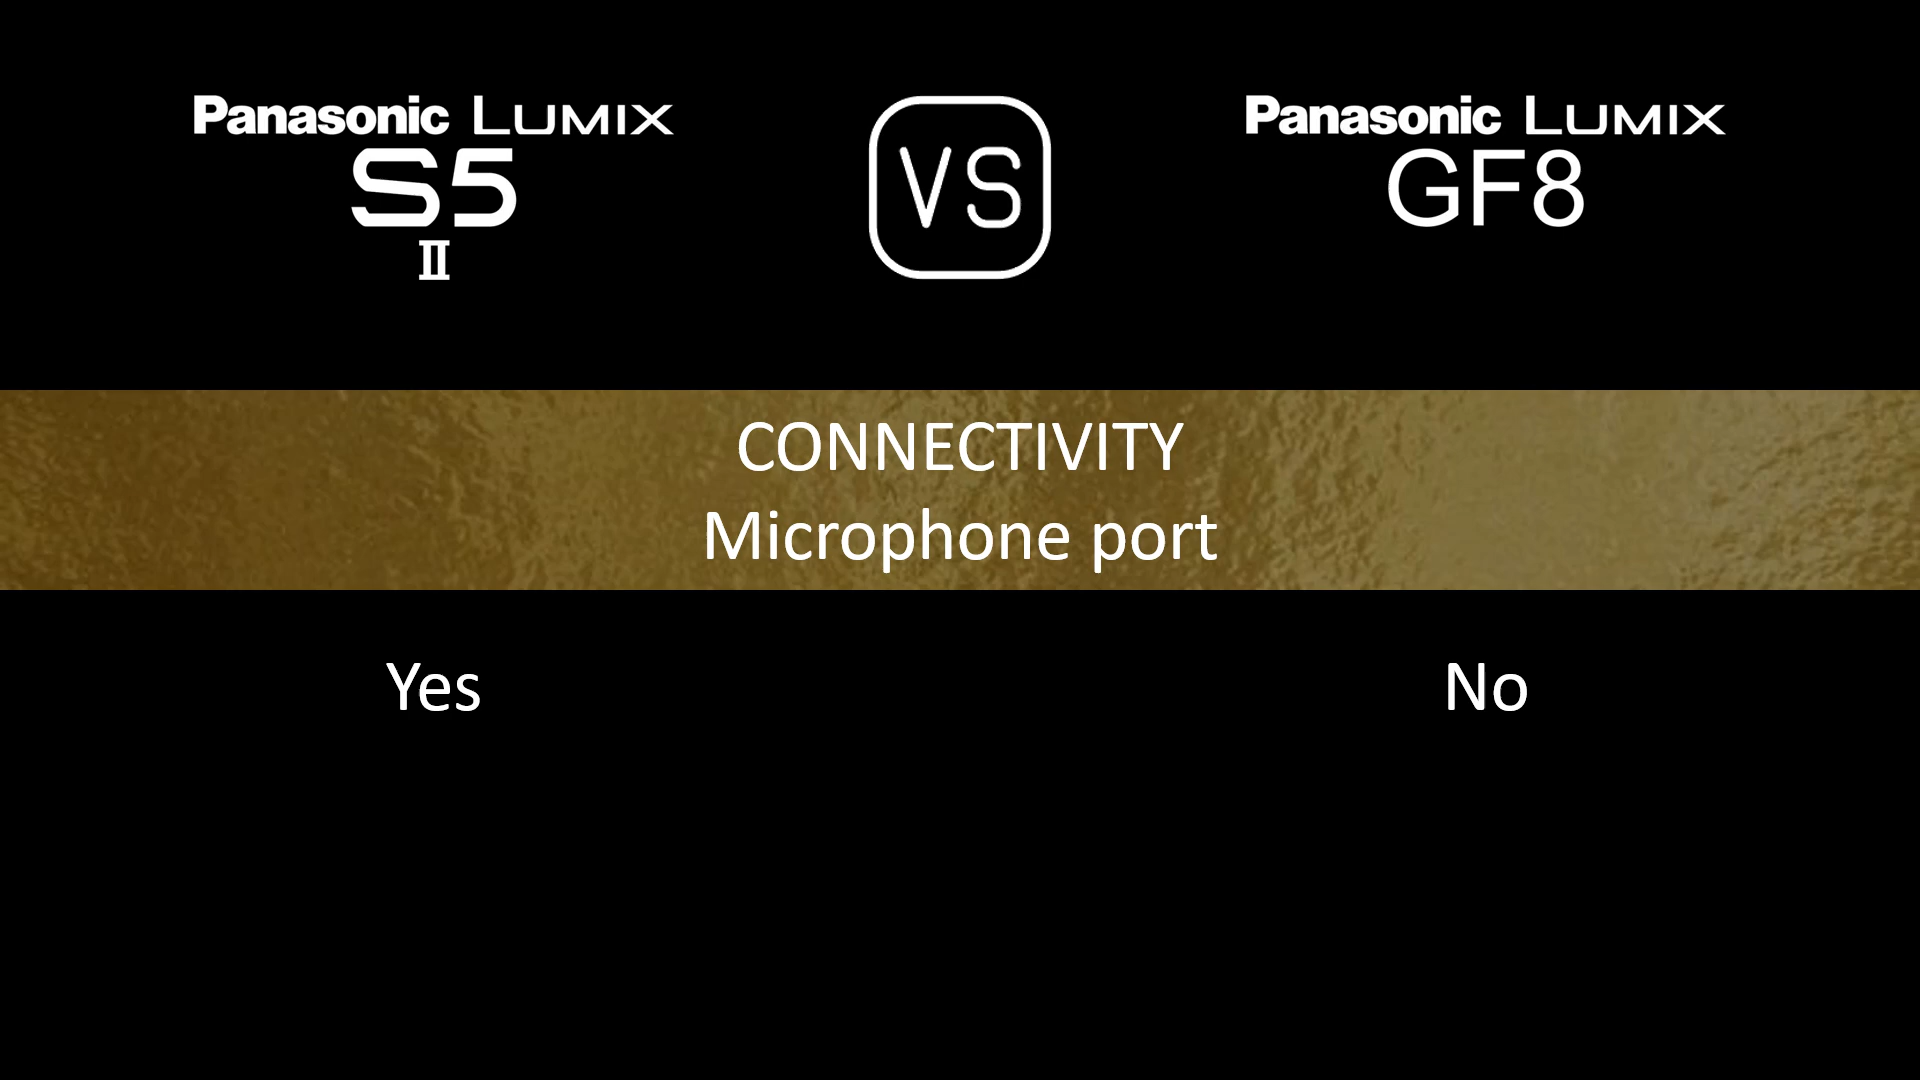 Panasonic LUMIX
S5
II
VS
Panasonic LUMIX
GF8
CONNECTIVITY
Microphone port
Yes
No